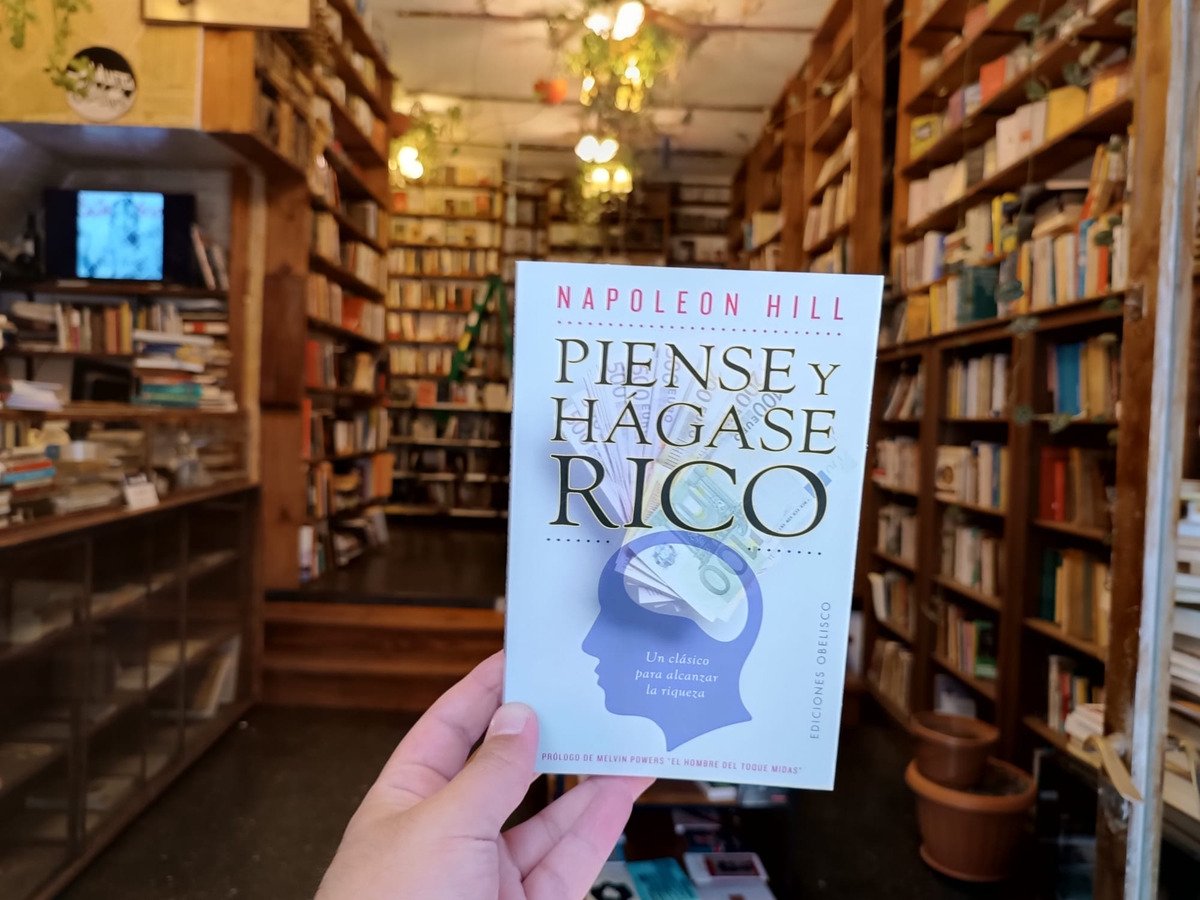 NAPOLEON HILL
PIENSE Y
HÁGASE
RICO
Un clásico
para alcanzar
la riqueza
EDICIONES OBELISCO
PRÓLOGO DE MELVIN POWERS "EL HOMBRE DEL TOQUE MIDAS"